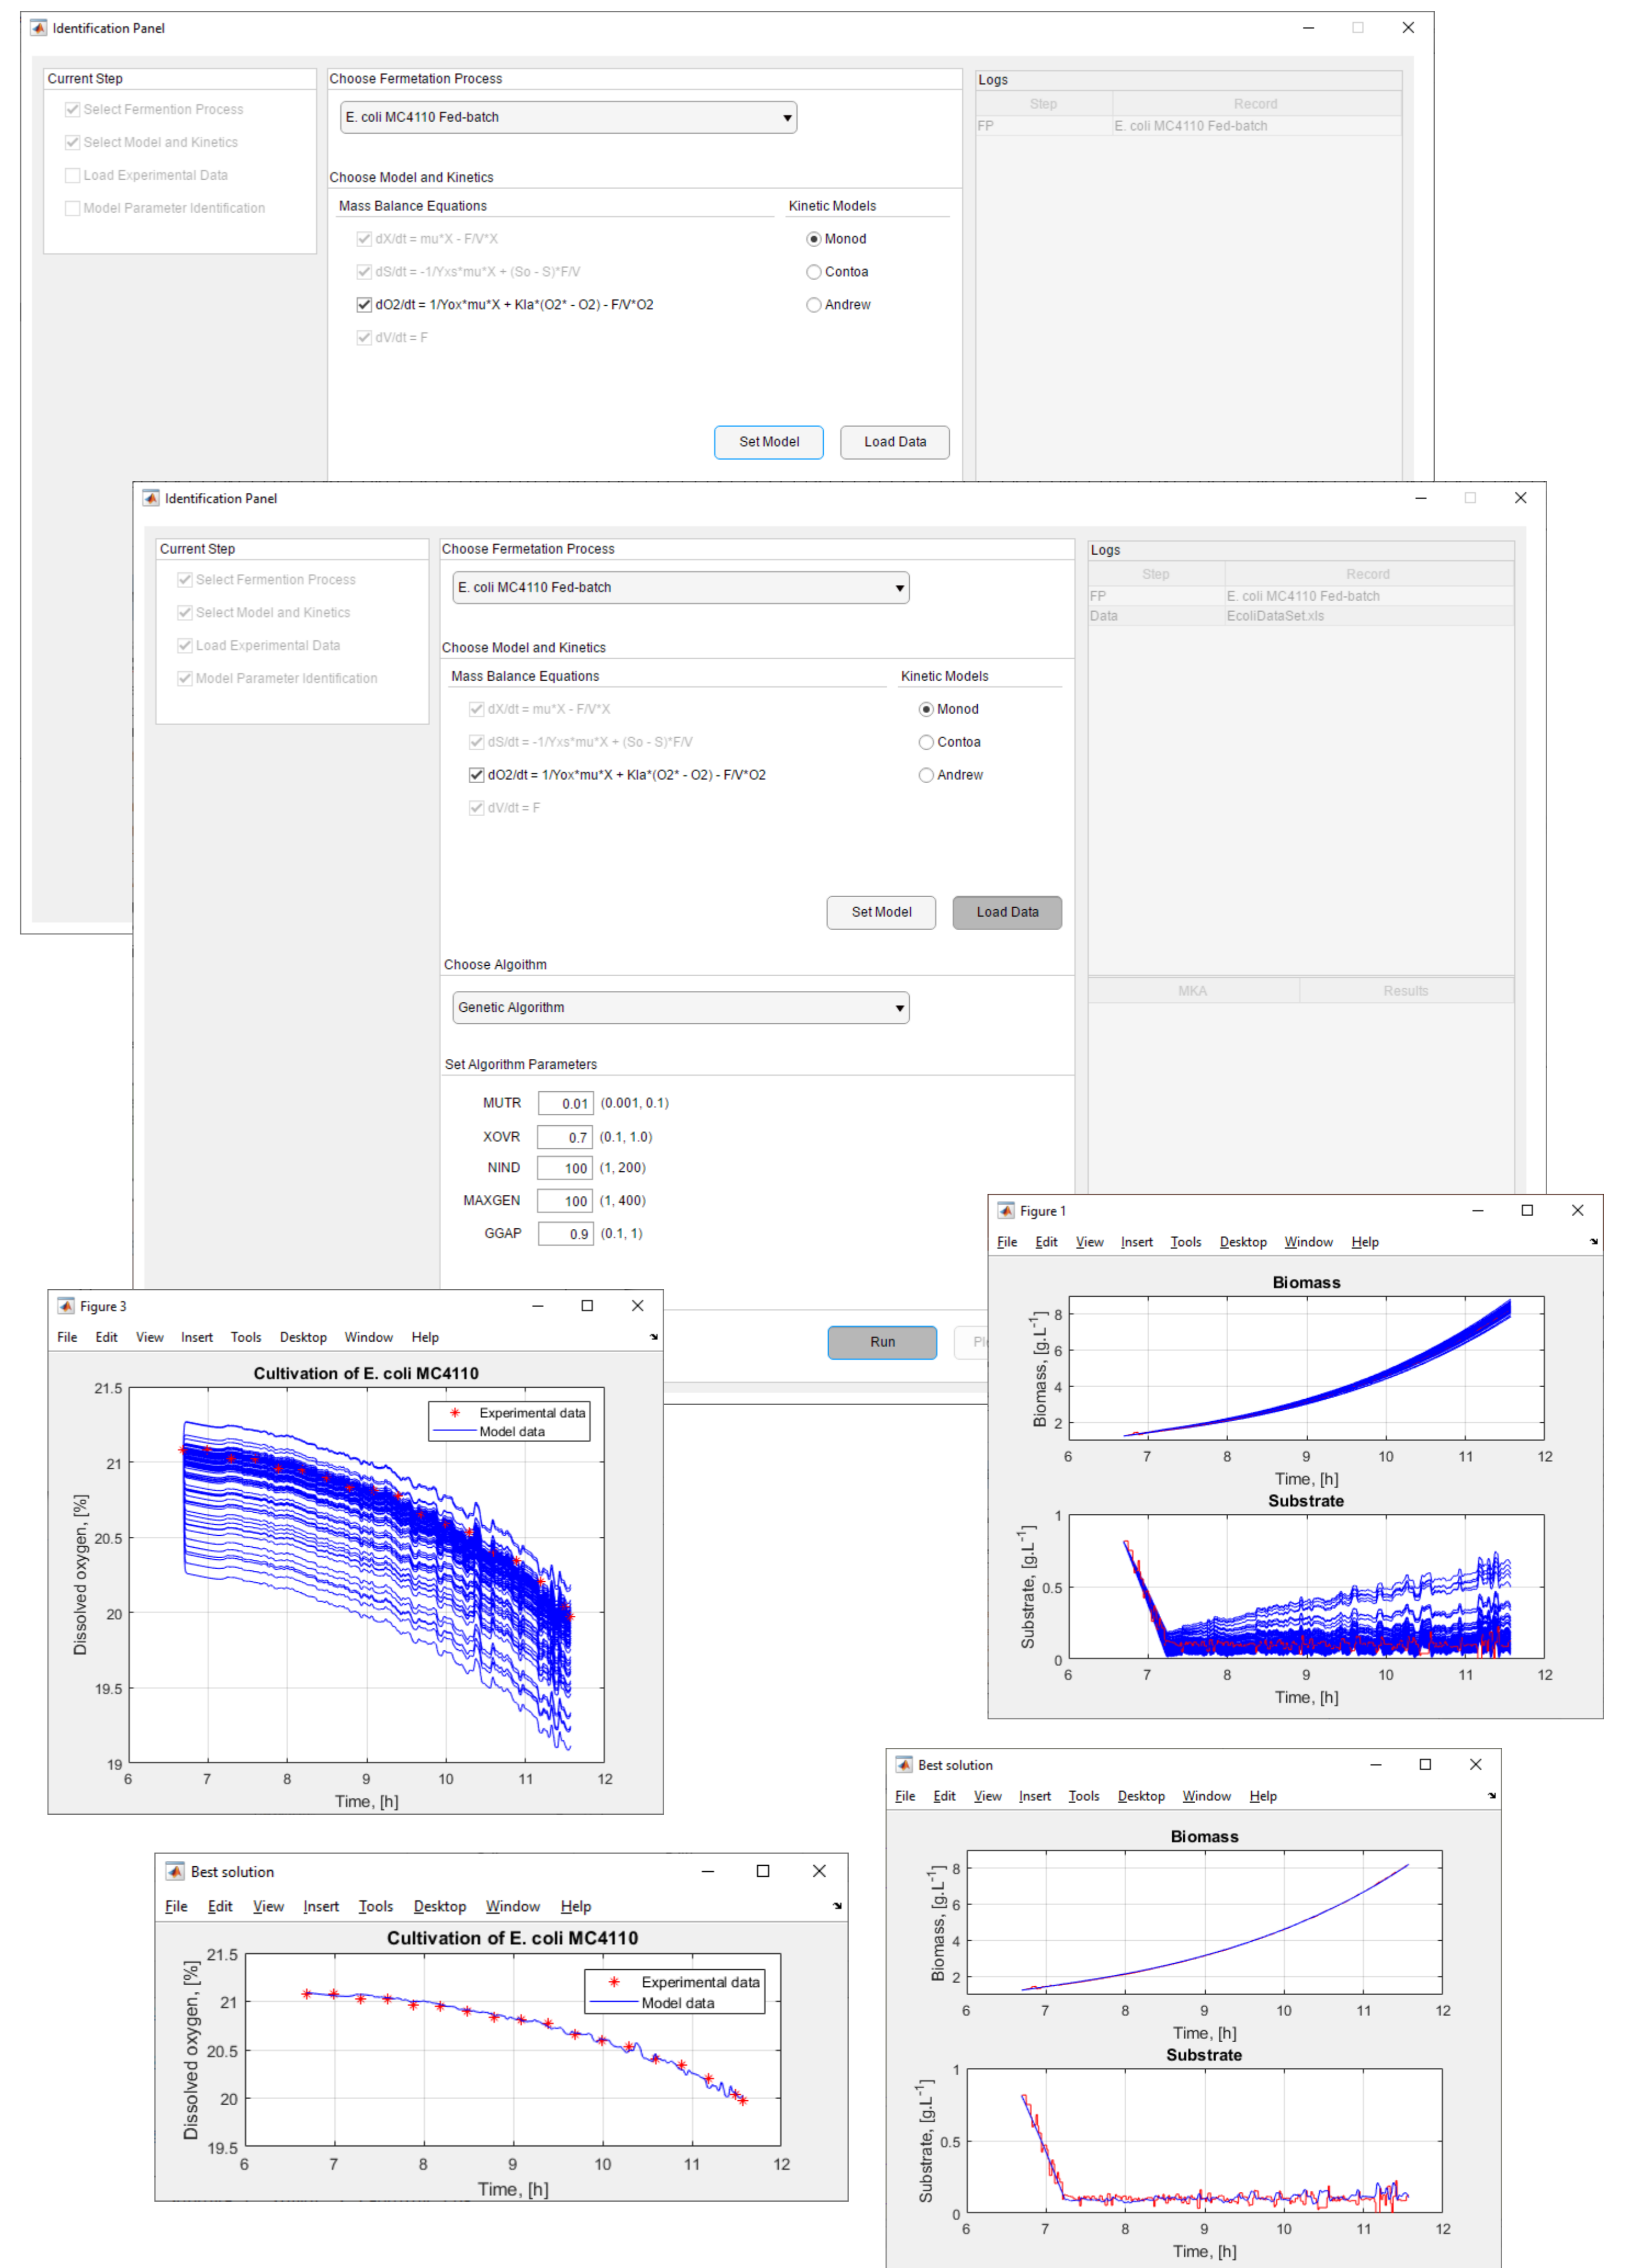 Identification Panel
Current Step
Select Fermention Process
Select Model and Kinetics
Load Experimental Data
Model Parameter Identification
Choose Fermetation Process
E. coli MC4110 Fed-batch
Choose Model and Kinetics
Mass Balance Equations
Kinetic Models
dX/dt = mu*X - F/V*X
Monod
dS/dt = -1/Yxs*mu*X + (So - S)*F/V
Contoa
dO2/dt = 1/Yox*mu*X + Kla*(O2* - O2) - F/V*O2
Andrew
dV/dt = F
Set Model
Load Data
Logs
Step Record
FP E. coli MC4110 Fed-batch
Identification Panel
Current Step
Select Fermention Process
Select Model and Kinetics
Load Experimental Data
Model Parameter Identification
Choose Fermetation Process
E. coli MC4110 Fed-batch
Choose Model and Kinetics
Mass Balance Equations
Kinetic Models
dX/dt = mu*X - F/V*X
Monod
dS/dt = -1/Yxs*mu*X + (So - S)*F/V
Contoa
dO2/dt = 1/Yox*mu*X + Kla*(O2* - O2) - F/V*O2
Andrew
dV/dt = F
Set Model
Load Data
Choose Algoithm
Genetic Algorithm
Set Algorithm Parameters
MUTR 0.01 (0.001, 0.1)
XOVR 0.7 (0.1, 1.0)
NIND 100 (1, 200)
MAXGEN 100 (1, 400)
GGAP 0.9 (0.1, 1)
Run
Logs
Step Record
FP E. coli MC4110 Fed-batch
Data EcoliDataSet.xls
MKA Results
Figure 1
File Edit View Insert Tools Desktop Window Help
Biomass
Biomass, [g.L-1]
8
6
4
2
6 7 8 9 10 11 12
Time, [h]
Substrate
Substrate, [g.L-1]
1
0.5
0
6 7 8 9 10 11 12
Time, [h]
Figure 3
File Edit View Insert Tools Desktop Window Help
Cultivation of E. coli MC4110
Experimental data
Model data
Dissolved oxygen, [%]
21.5
21
20.5
20
19.5
19
6 7 8 9 10 11 12
Time, [h]
Best solution
File Edit View Insert Tools Desktop Window Help
Biomass
Biomass, [g.L-1]
8
6
4
2
6 7 8 9 10 11 12
Time, [h]
Substrate
Substrate, [g.L-1]
1
0.5
0
6 7 8 9 10 11 12
Time, [h]
Best solution
File Edit View Insert Tools Desktop Window Help
Cultivation of E. coli MC4110
Experimental data
Model data
Dissolved oxygen, [%]
21.5
21
20.5
20
19.5
6 7 8 9 10 11 12
Time, [h]